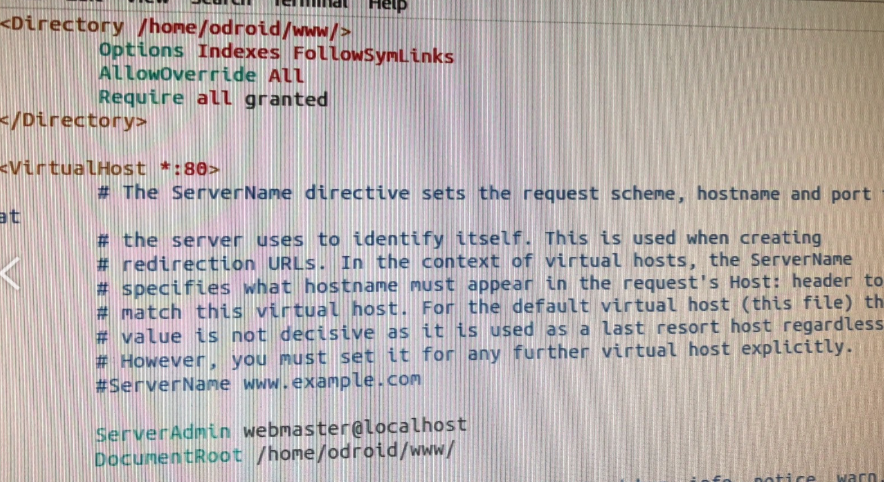 Terminal Help
<Directory /home/odroid/www/>
Options Indexes FollowSymLinks
AllowOverride All
Require all granted
</Directory>
<VirtualHost *:80>
# The ServerName directive sets the request scheme, hostname and port
at
# the server uses to identify itself. This is used when creating
# redirection URLs. In the context of virtual hosts, the ServerName
# specifies what hostname must appear in the request's Host: header to
# match this virtual host. For the default virtual host (this file) th
# value is not decisive as it is used as a last resort host regardless
# However, you must set it for any further virtual host explicitly.
#ServerName www.example.com
ServerAdmin webmaster@localhost
DocumentRoot /home/odroid/www/
info notice warn